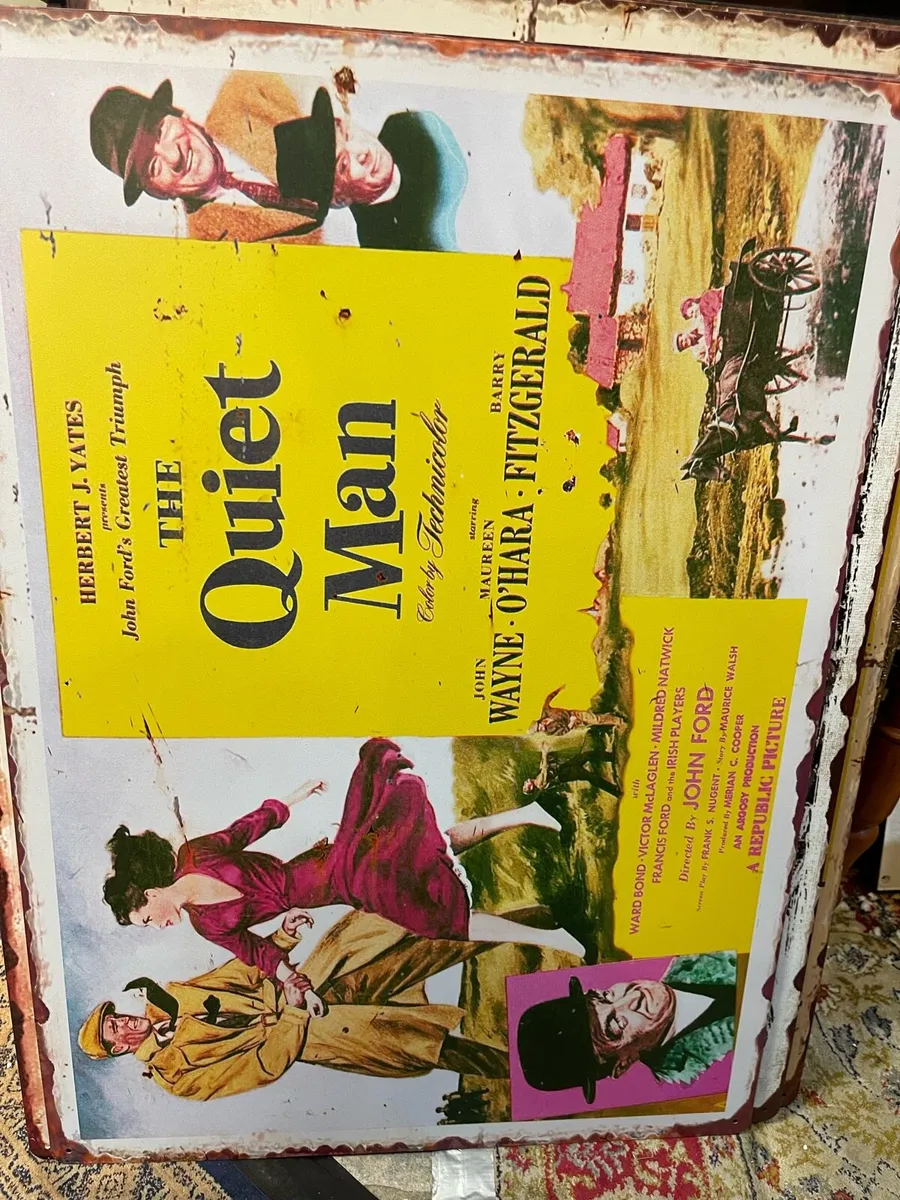 HERBERT J. YATES
presents
John Ford's Greatest Triumph
THE
Quiet
Man
Color by Technicolor
starring
JOHN MAUREEN BARRY
WAYNE · O'HARA · FITZGERALD
with
WARD BOND · VICTOR McLAGLEN · MILDRED NATWICK
FRANCIS FORD and the IRISH PLAYERS
Directed By JOHN FORD
Screen Play By FRANK S. NUGENT · Story By MAURICE WALSH
Produced by MERIAN C. COOPER
AN ARGOSY PRODUCTION
A REPUBLIC PICTURE